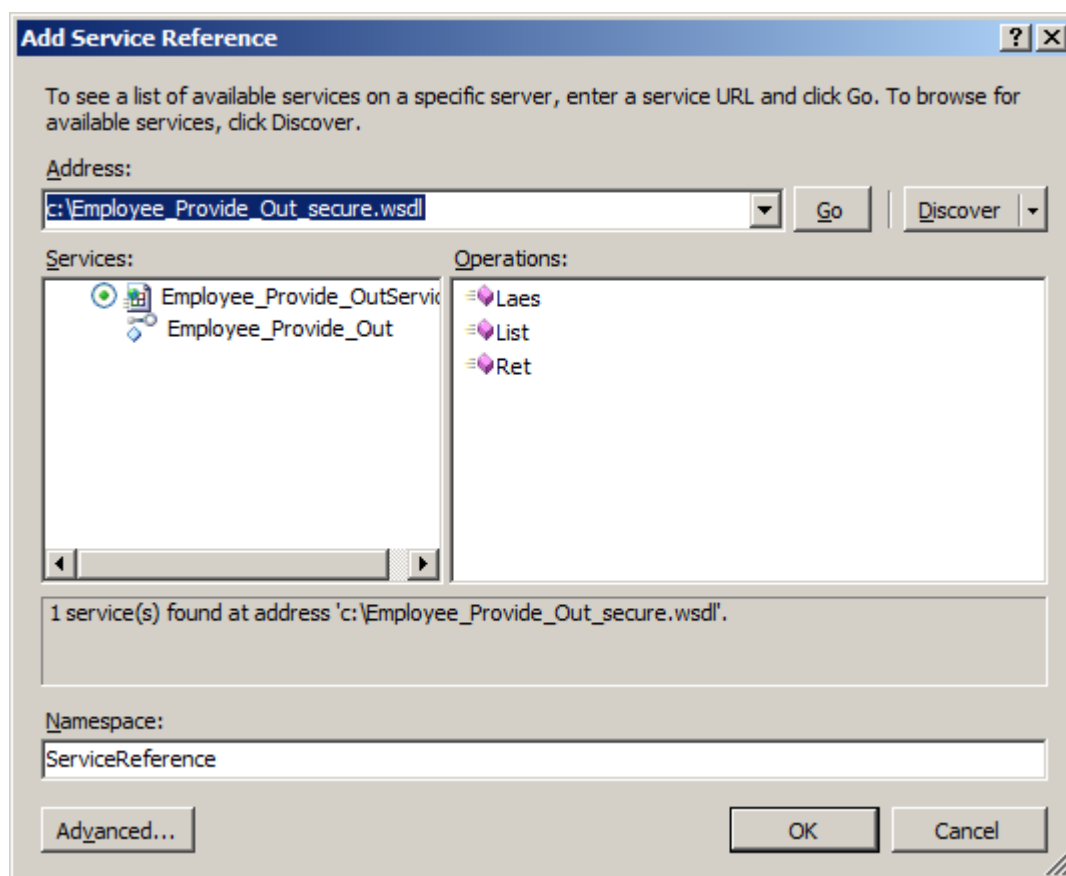 Add Service Reference
To see a list of available services on a specific server, enter a service URL and click Go. To browse for
available services, click Discover.
Address:
c:\Employee_Provide_Out_secure.wsdl
Go
Discover
Services:
Operations:
Employee_Provide_OutServic
Employee_Provide_Out
Laes
List
Ret
1 service(s) found at address 'c:\Employee_Provide_Out_secure.wsdl'.
Namespace:
ServiceReference
Advanced...
OK
Cancel